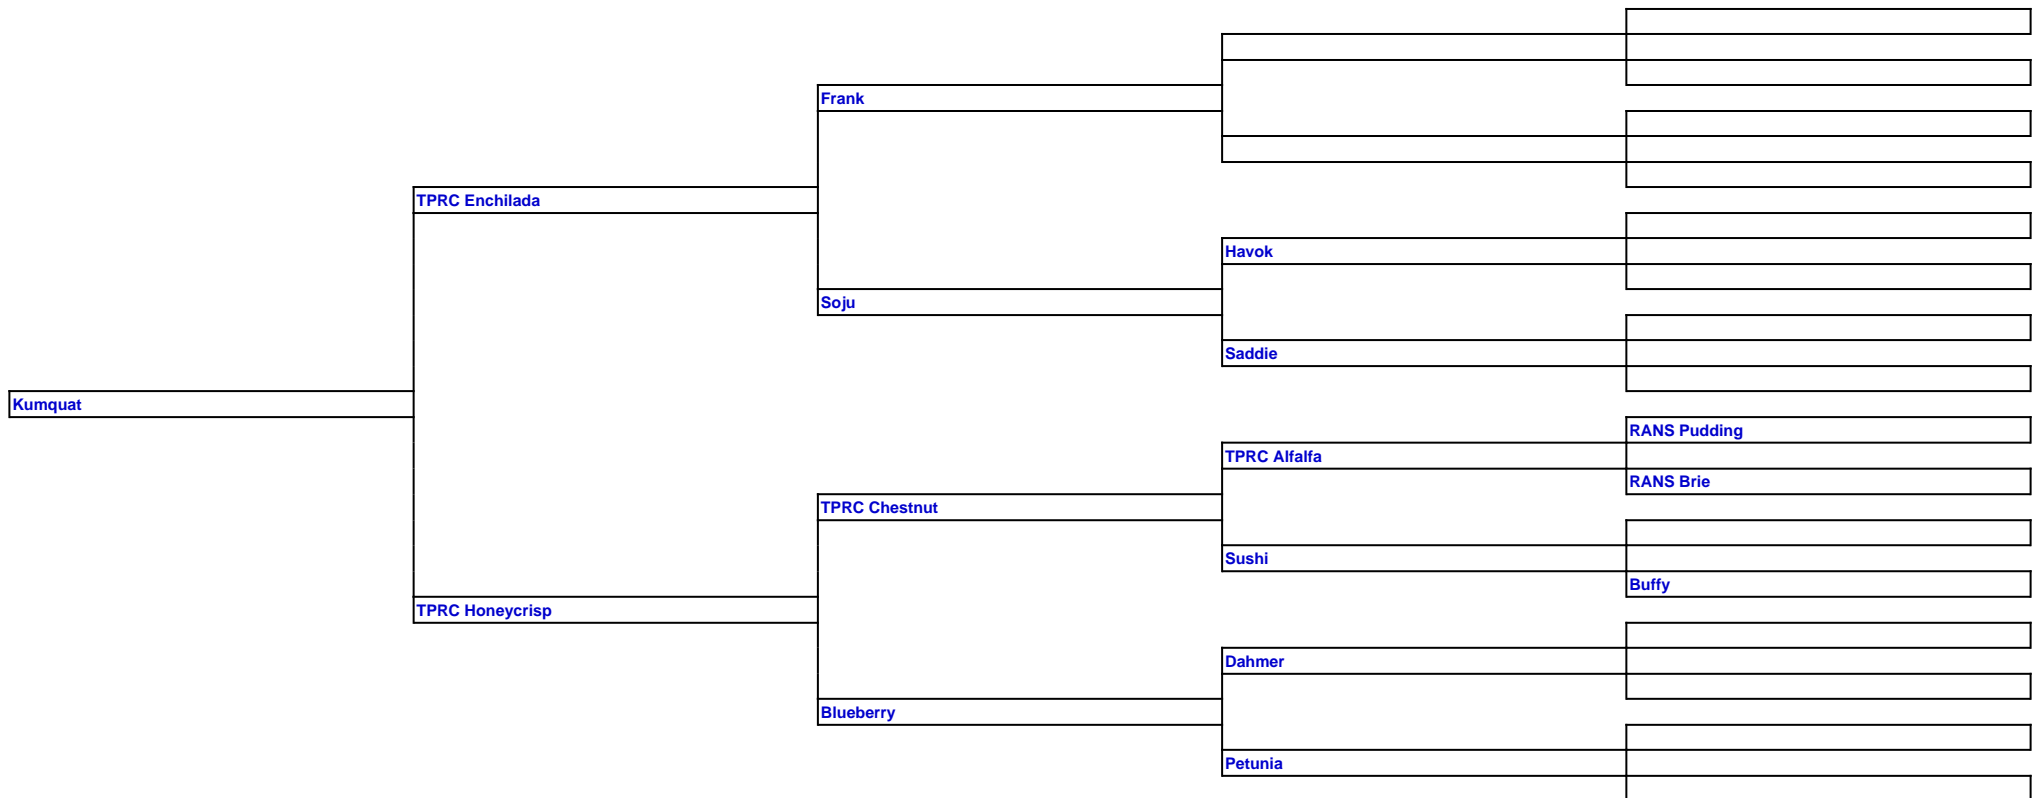 Frank
TPRC Enchilada
Havok
Soju
Saddie
Kumquat
RANS Pudding
TPRC Alfalfa
RANS Brie
TPRC Chestnut
Sushi
Buffy
TPRC Honeycrisp
Dahmer
Blueberry
Petunia